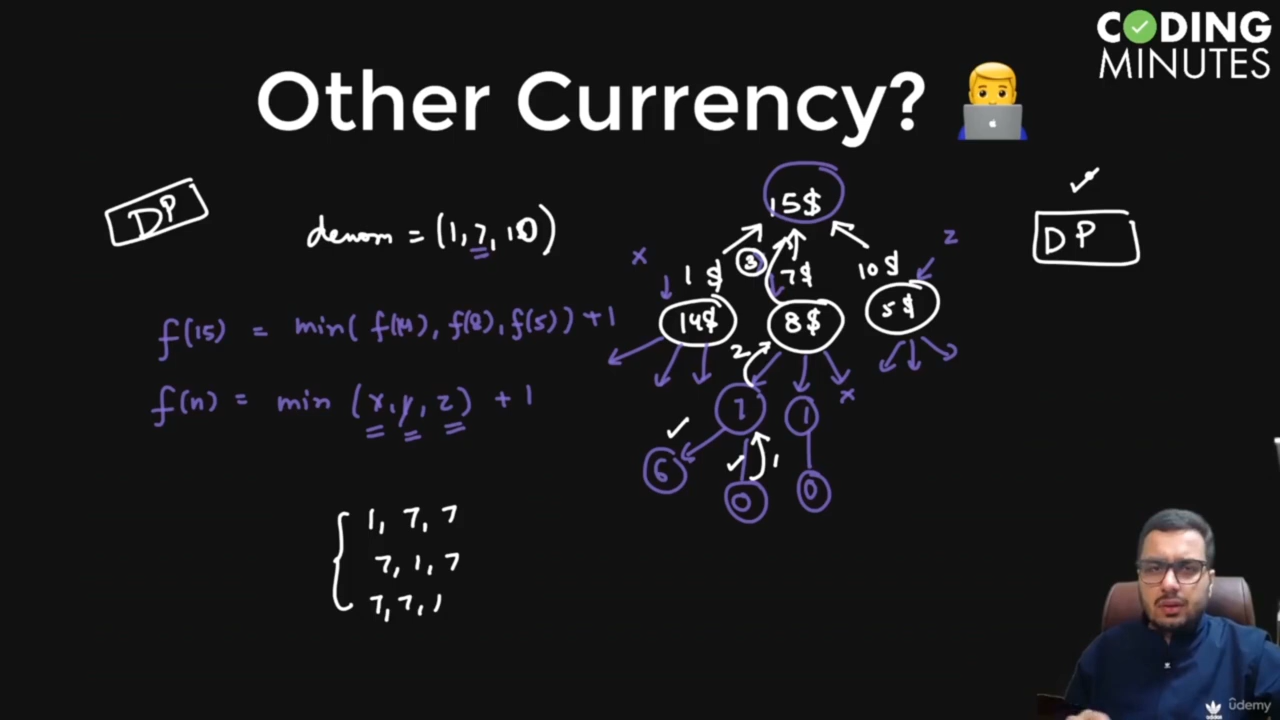 CODING
MINUTES
Other Currency?
DP
denom = (1, 7, 10)
f(15) = min( f(14), f(8), f(5) ) + 1
f(n) = min (x, y, z) + 1
1, 7, 7
7, 1, 7
7, 7, 1
15$
x
1 $
3
7$
10$
z
14$
8$
5$
2
7
1
x
6
1
0
0
DP
ûdemy